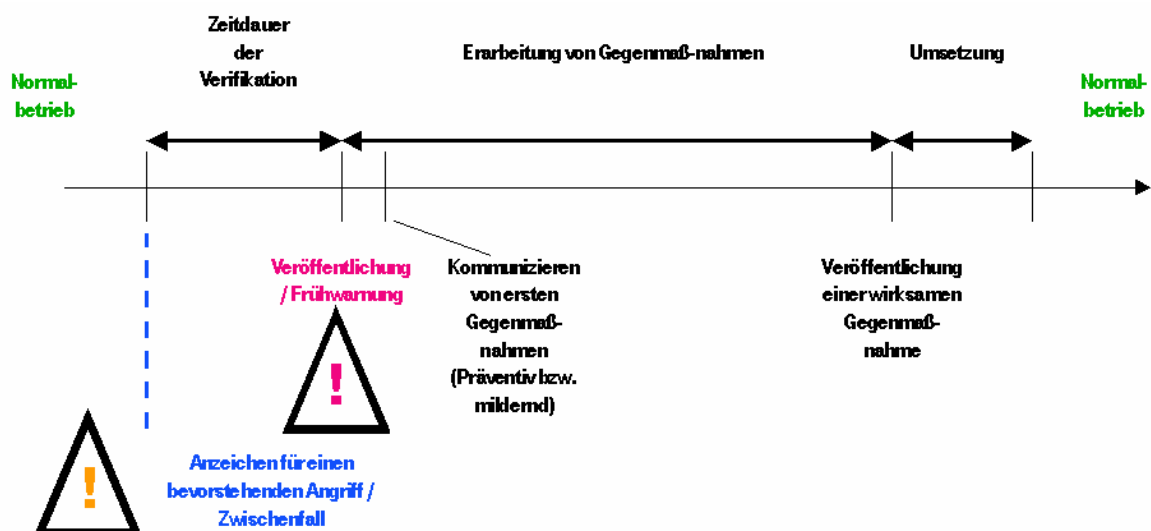 Zeitdauer
der
Verifikation
Erarbeitung von Gegenmaß-nahmen
Umsetzung
Normal-
betrieb
Normal-
betrieb
Veröffentlichung
/ Frühwarnung
!
Kommunizieren
von ersten
Gegenmaß-
nahmen
(Präventiv bzw.
mildernd)
Veröffentlichung
einer wirksamen
Gegenmaß-
nahme
!
Anzeichen für einen
bevorstehenden Angriff /
Zwischenfall